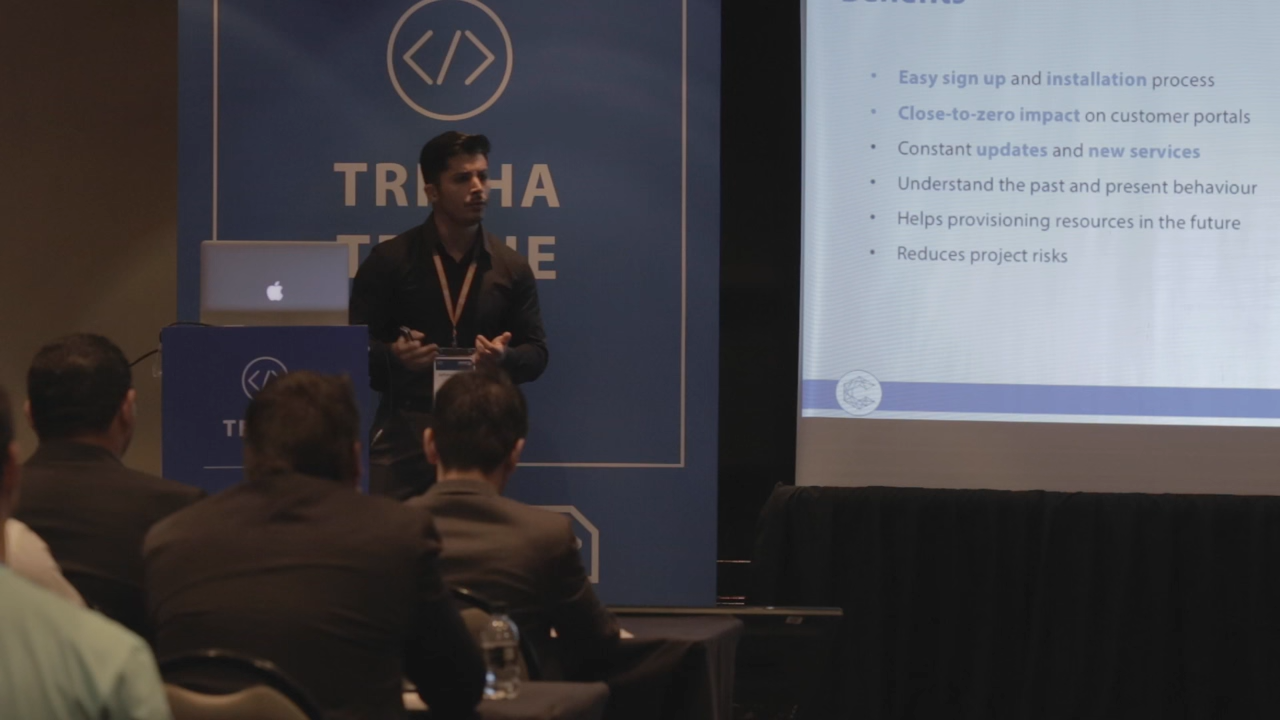 </>
Benefits
• Easy sign up and installation process
• Close-to-zero impact on customer portals
• Constant updates and new services
• Understand the past and present behaviour
• Helps provisioning resources in the future
• Reduces project risks